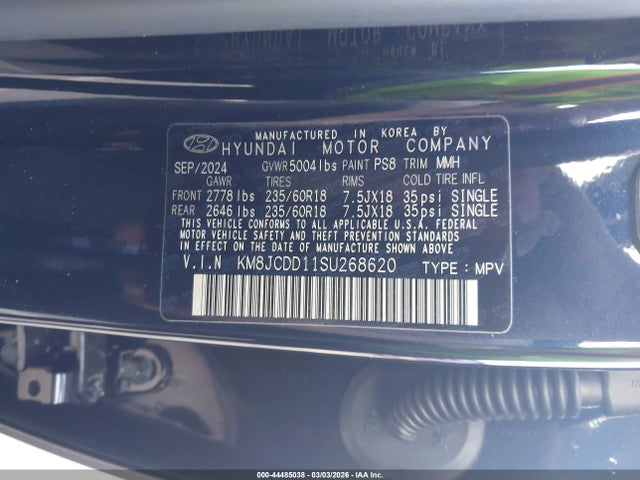 MANUFACTURED IN KOREA BY
HYUNDAI MOTOR COMPANY
SEP/2024 GVWR 5004 lbs PAINT PS8 TRIM MMH
GAWR TIRES RIMS COLD TIRE INFL
FRONT 2778 lbs 235/60R18 7.5JX18 35psi SINGLE
REAR 2646 lbs 235/60R18 7.5JX18 35psi SINGLE
THIS VEHICLE CONFORMS TO ALL APPLICABLE U.S.A. FEDERAL
MOTOR VEHICLE SAFETY AND THEFT PREVENTION STANDARDS
IN EFFECT ON THE DATE OF MANUFACTURE SHOWN ABOVE.
V.I.N KM8JCDD11SU268620 TYPE : MPV
000-44485038 - 03/03/2026 - IAA Inc.